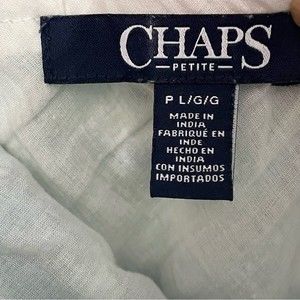 CHAPS
PETITE
P L/G/G
MADE IN
INDIA
FABRIQUÉ EN
INDE
HECHO EN
INDIA
CON INSUMOS
IMPORTADOS